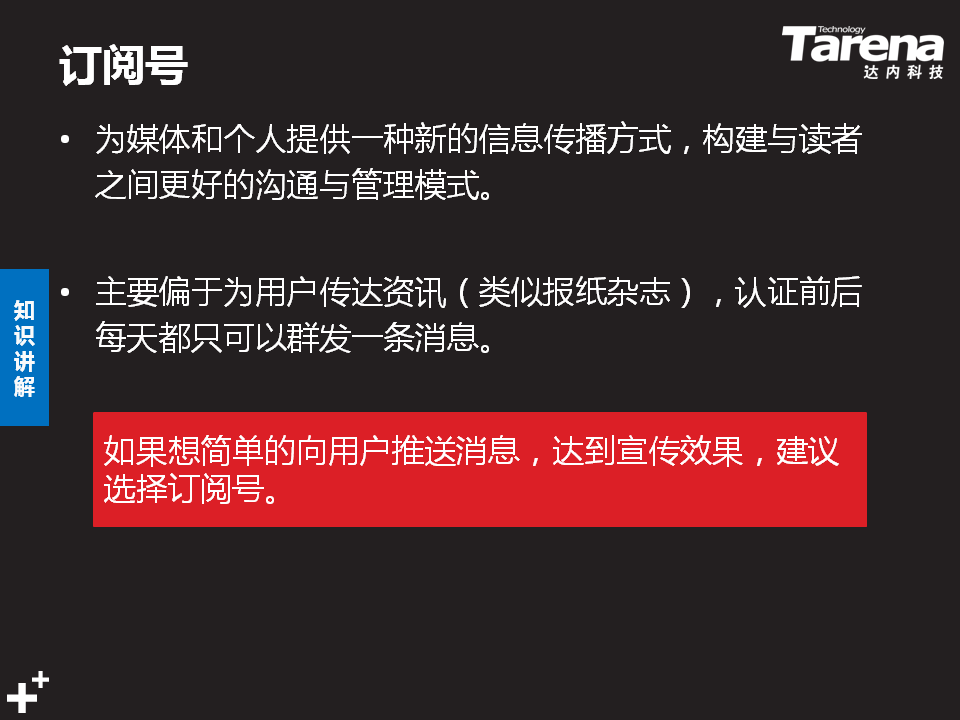 订阅号
Technology
Tarena
达内科技
• 为媒体和个人提供一种新的信息传播方式，构建与读者
之间更好的沟通与管理模式。
• 主要偏于为用户传达资讯（类似报纸杂志），认证前后
每天都只可以群发一条消息。
知
识
讲
解
如果想简单的向用户推送消息，达到宣传效果，建议
选择订阅号。